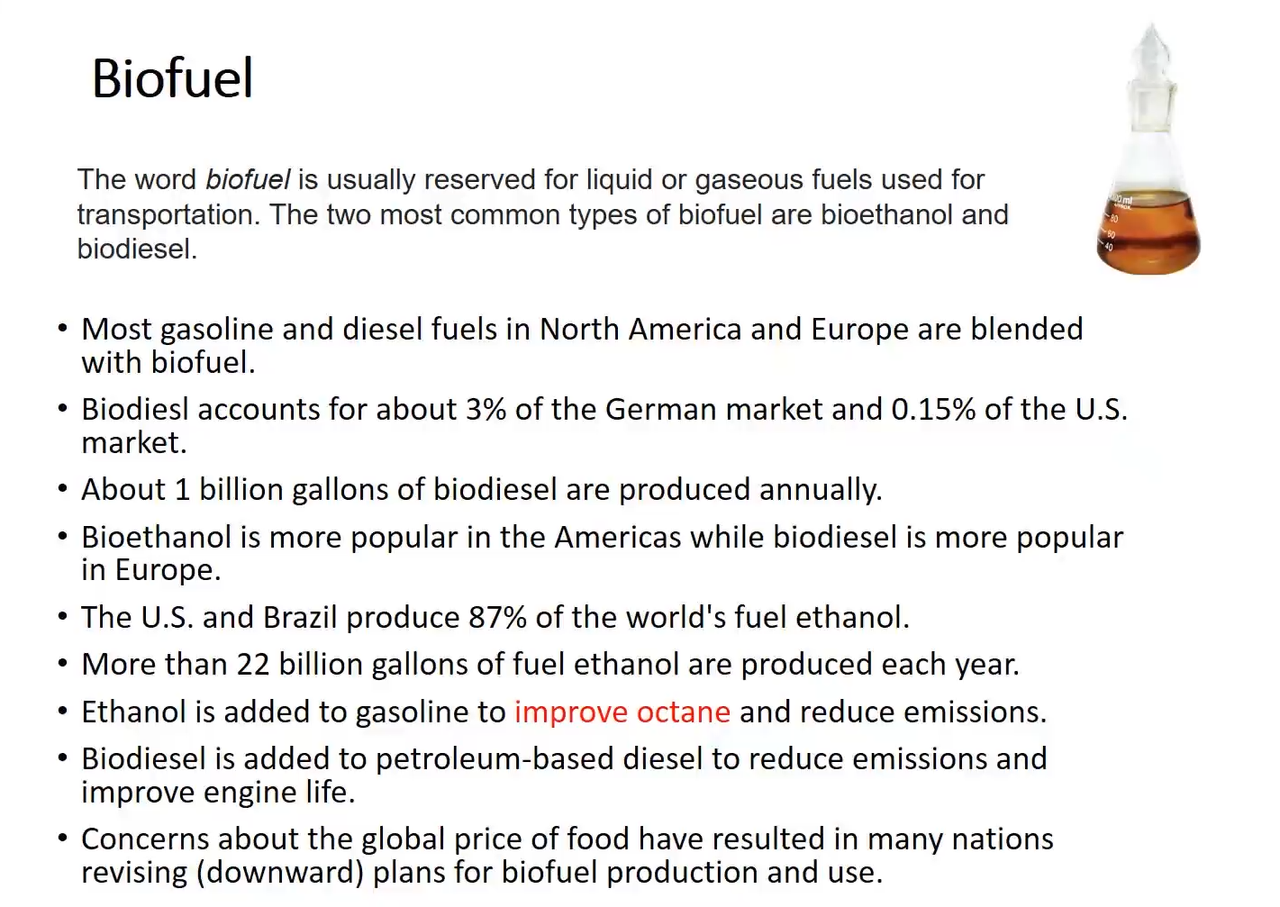 Biofuel
The word biofuel is usually reserved for liquid or gaseous fuels used for
transportation. The two most common types of biofuel are bioethanol and
biodiesel.
80
60
40
• Most gasoline and diesel fuels in North America and Europe are blended
with biofuel.
• Biodiesl accounts for about 3% of the German market and 0.15% of the U.S.
market.
• About 1 billion gallons of biodiesel are produced annually.
• Bioethanol is more popular in the Americas while biodiesel is more popular
in Europe.
• The U.S. and Brazil produce 87% of the world's fuel ethanol.
• More than 22 billion gallons of fuel ethanol are produced each year.
• Ethanol is added to gasoline to improve octane and reduce emissions.
• Biodiesel is added to petroleum-based diesel to reduce emissions and
improve engine life.
• Concerns about the global price of food have resulted in many nations
revising (downward) plans for biofuel production and use.